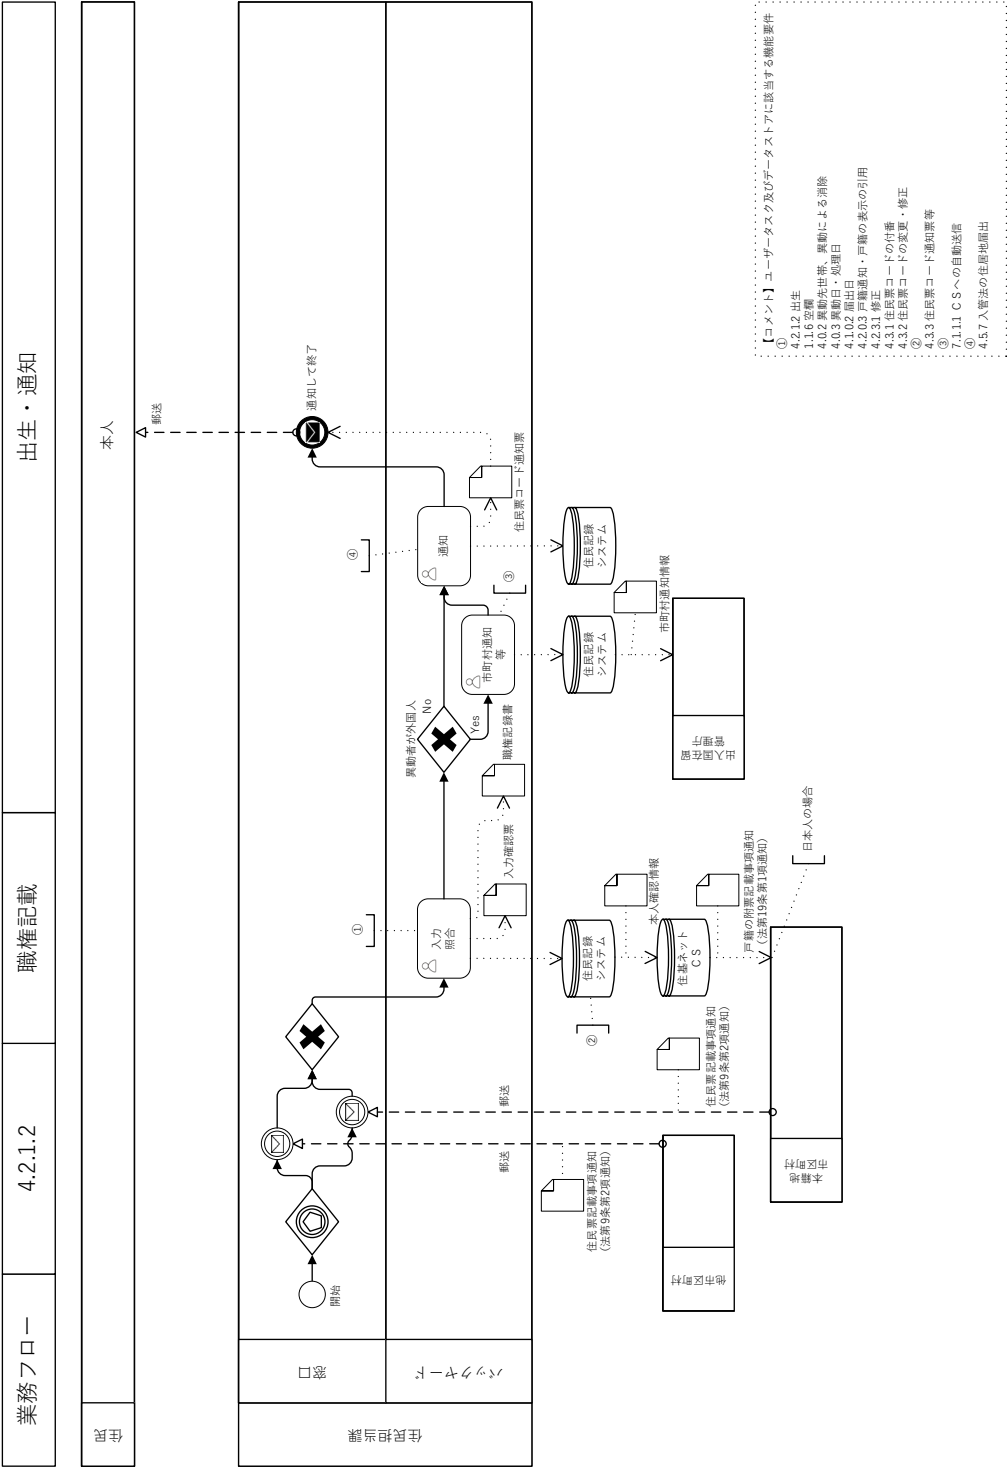 業務フロー
4.2.1.2
職権記載
出生・通知
住民
本人
郵送
住民担当課
窓口
バックヤード
開始
通知して終了
①
入力
照合
入力確認票
職権記録書
異動者が外国人
No
Yes
市町村通知
等
③
④
通知
住民票コード通知票
住民記録
システム
②
本人確認情報
住基ネット
ＣＳ
戸籍の附票記載事項通知
（法第19条第1項通知）
日本人の場合
住民記録
システム
市町村通知情報
住民記録
システム
出入国在留
管理庁
郵送
郵送
住民票記載事項通知
（法第9条第2項通知）
住民票記載事項通知
（法第9条第2項通知）
他市区町村
本籍地
市区町村
【コメント】ユーザータスク及びデータストアに該当する機能要件
①
4.2.1.2 出生
1.1.6 空欄
4.0.2 異動先世帯、異動による消除
4.0.3 異動日・処理日
4.1.0.2 届出日
4.2.0.3 戸籍通知・戸籍の表示の引用
4.2.3.1 修正
4.3.1 住民票コードの付番
4.3.2 住民票コードの変更・修正
②
4.3.3 住民票コード通知票等
③
7.1.1.1 ＣＳへの自動送信
④
4.5.7 入管法の住居地届出